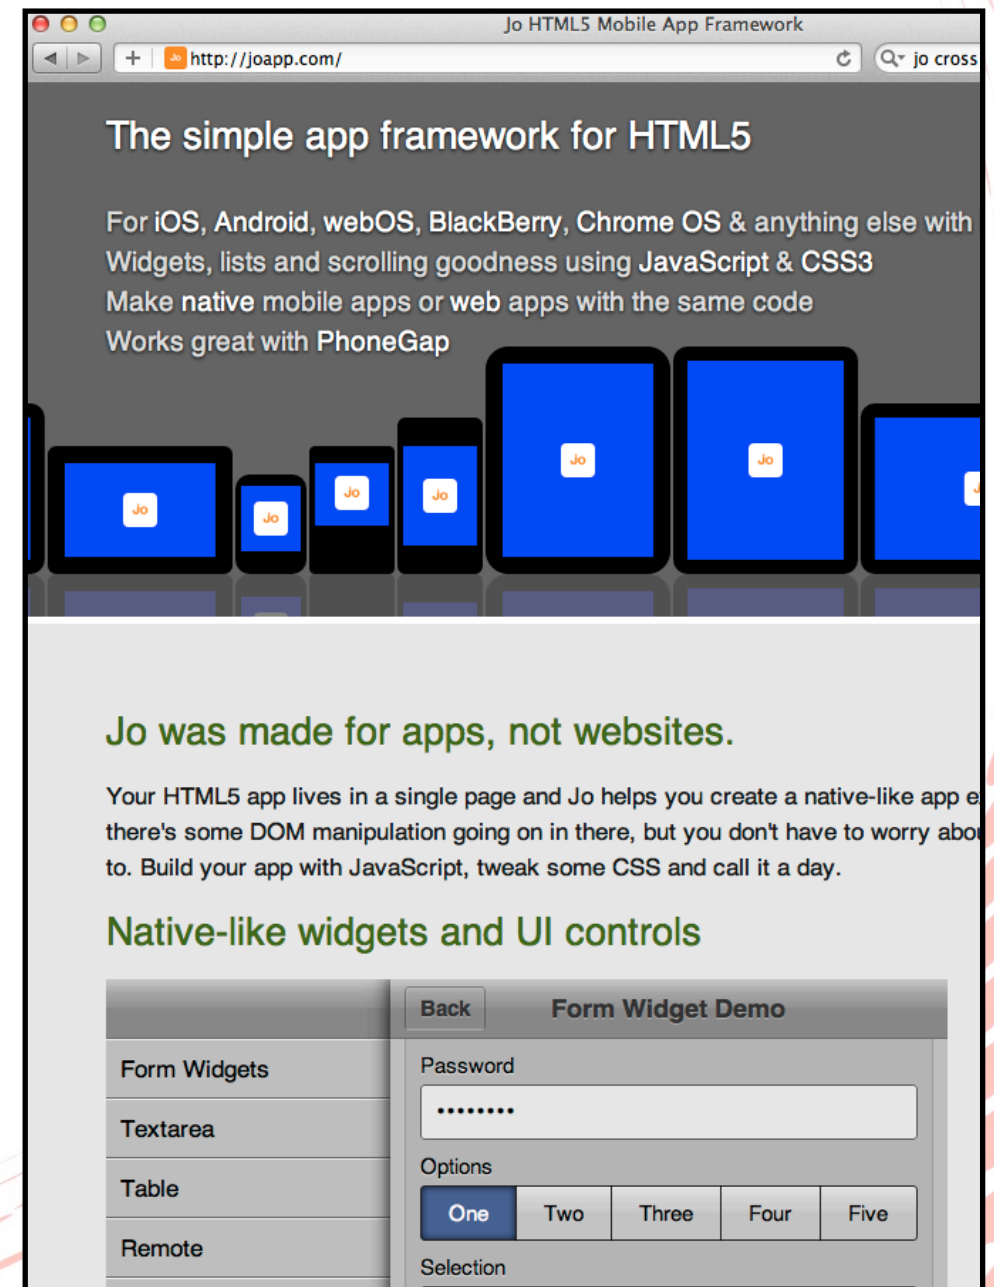 Jo HTML5 Mobile App Framework
http://joapp.com/
jo cross
The simple app framework for HTML5
For iOS, Android, webOS, BlackBerry, Chrome OS & anything else with
Widgets, lists and scrolling goodness using JavaScript & CSS3
Make native mobile apps or web apps with the same code
Works great with PhoneGap
Jo
Jo
Jo
Jo
Jo
Jo
Jo was made for apps, not websites.
Your HTML5 app lives in a single page and Jo helps you create a native-like app
there's some DOM manipulation going on in there, but you don't have to worry
to. Build your app with JavaScript, tweak some CSS and call it a day.
Native-like widgets and UI controls
Back
Form Widget Demo
Form Widgets
Textarea
Table
Remote
Password
••••••••
Options
One
Two
Three
Four
Five
Selection